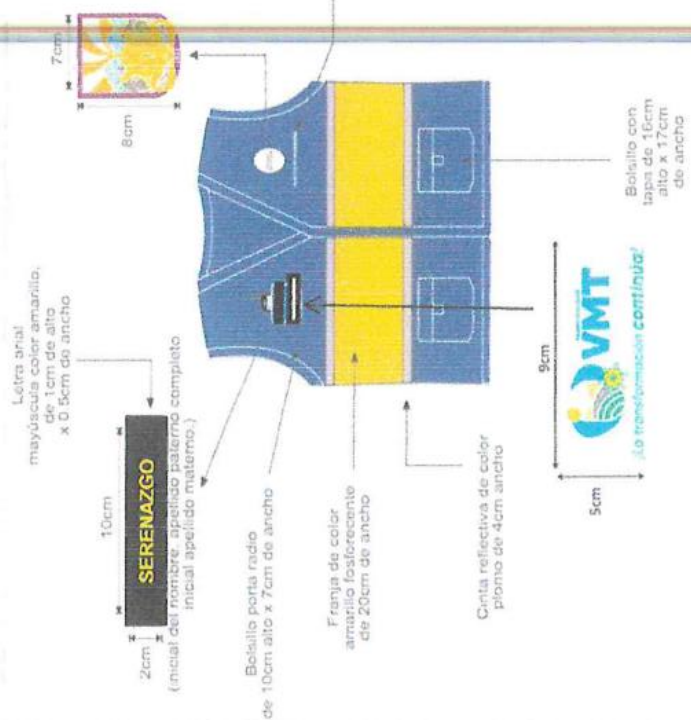 Letra arial
mayúscula color amarillo.
de 1cm de alto
x 0.5cm de ancho
10cm
2cm
SERENAZGO
(inicial del nombre, apellido paterno completo
inicial apellido materno.)
Bolsillo porta radio
de 10cm alto x 7cm de ancho
Franja de color
amarillo fosforecente
de 20cm de ancho
Cinta reflectiva de color
plomo de 4cm ancho
7cm
8cm
Bolsillo con
tapa de 16cm
alto x 17cm
de ancho
9cm
5cm
VMT
¡La transformación continúa!